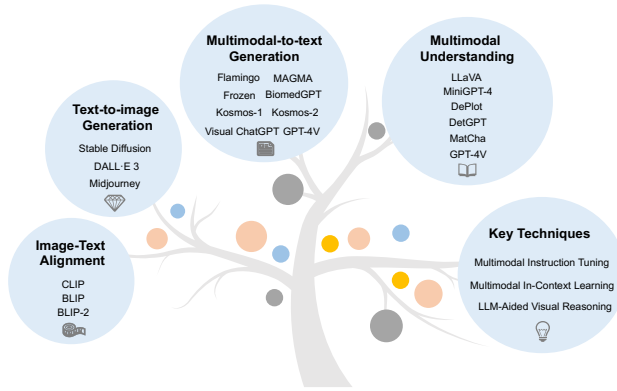 Multimodal-to-text
Generation
Flamingo MAGMA
Frozen BiomedGPT
Kosmos-1 Kosmos-2
Visual ChatGPT GPT-4V
Multimodal
Understanding
LLaVA
MiniGPT-4
DePlot
DetGPT
MatCha
GPT-4V
Text-to-image
Generation
Stable Diffusion
DALL·E 3
Midjourney
Image-Text
Alignment
CLIP
BLIP
BLIP-2
Key Techniques
Multimodal Instruction Tuning
Multimodal In-Context Learning
LLM-Aided Visual Reasoning